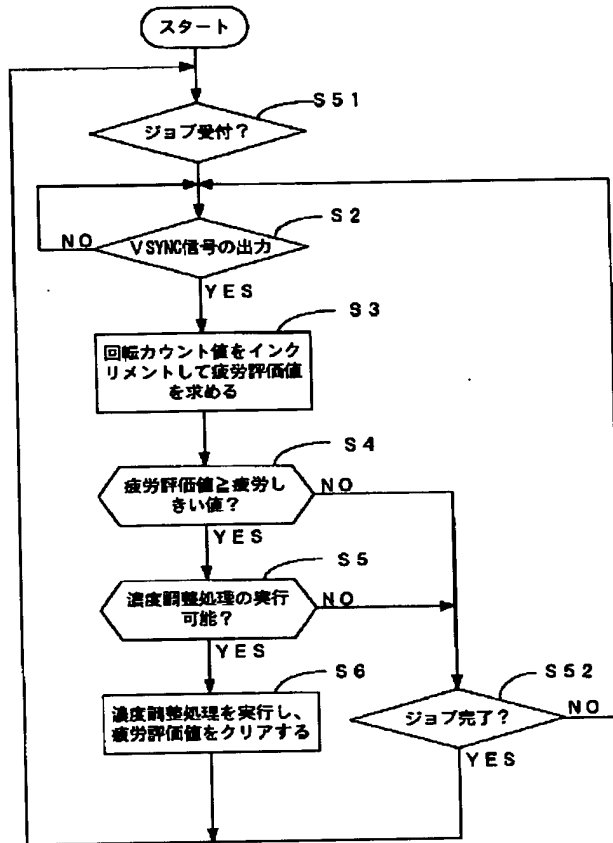 スタート
S51
ジョブ受付？
S2
NO
VSYNC信号の出力
YES
S3
回転カウント値をインク
リメントして疲労評価値
を求める
S4
疲労評価値≧疲労し
きい値？
NO
YES
S5
濃度調整処理の実行
可能？
NO
YES
S6
濃度調整処理を実行し、
疲労評価値をクリアする
S52
ジョブ完了？
NO
YES